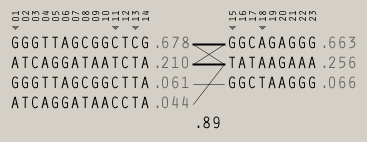 01 02 03 04 05 06 07 08 09 10 11 12 13 14 15 16 17 18 19 20 21 22 23
GGGTTAGCGGCTCG .678 GGCAGAGGG .663
ATCAGGATAATCTA .210 TATAAGAAA .256
GGGTTAGCGGCTTA .061 GGCTAAGGG .066
ATCAGGATAACCTA .044
.89